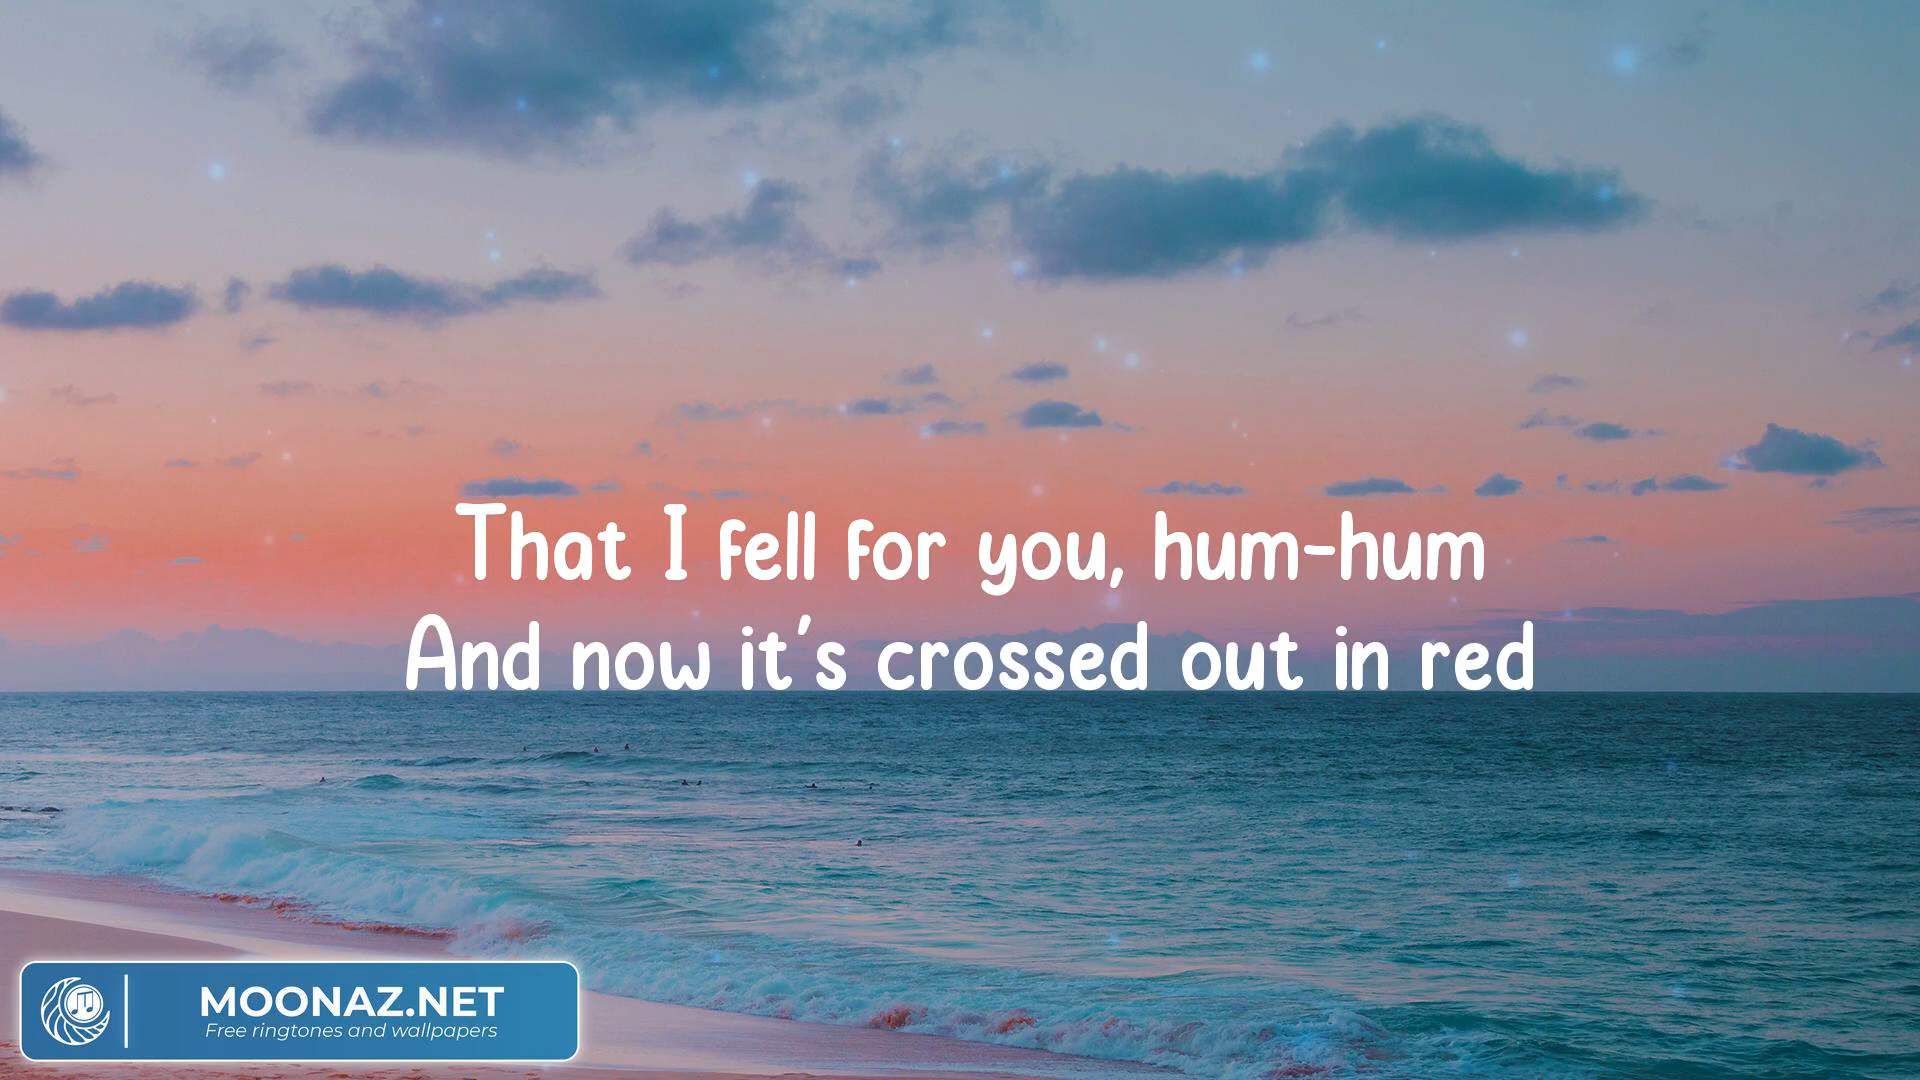 That I fell for you, hum-hum
And now it's crossed out in red
MOONAZ.NET
Free ringtones and wallpapers